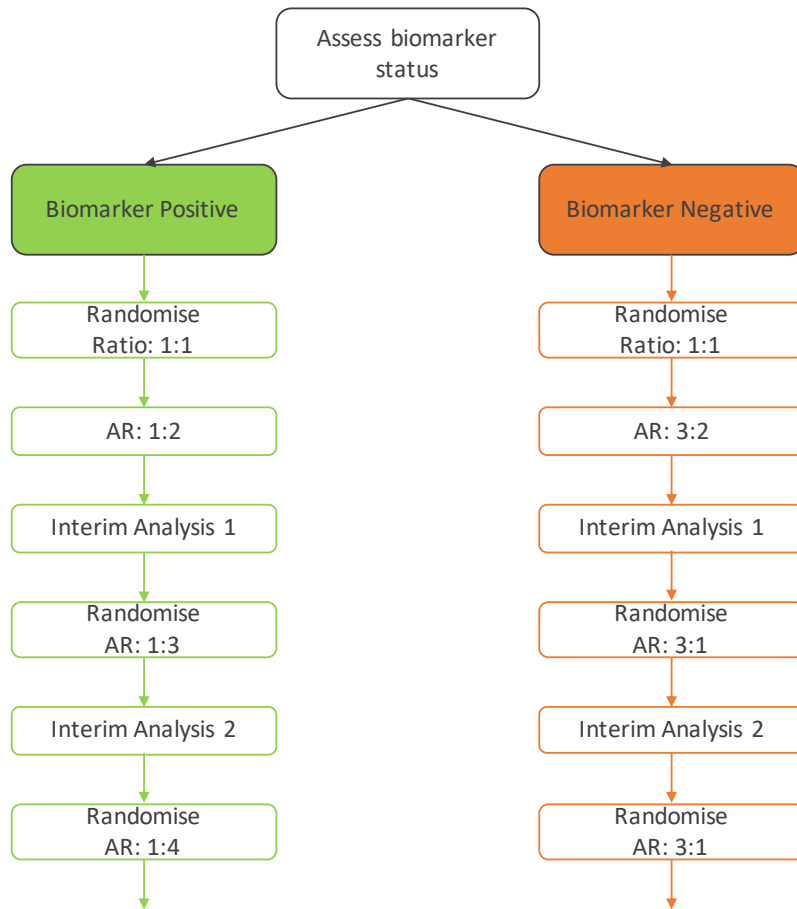 Assess biomarker
status
Biomarker Positive
Biomarker Negative
Randomise
Ratio: 1:1
Randomise
Ratio: 1:1
AR: 1:2
AR: 3:2
Interim Analysis 1
Interim Analysis 1
Randomise
AR: 1:3
Randomise
AR: 3:1
Interim Analysis 2
Interim Analysis 2
Randomise
AR: 1:4
Randomise
AR: 3:1